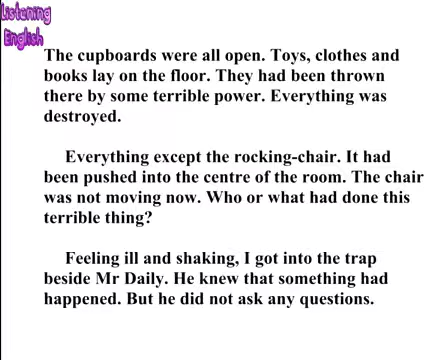 Listening
English
The cupboards were all open. Toys, clothes and
books lay on the floor. They had been thrown
there by some terrible power. Everything was
destroyed.
Everything except the rocking-chair. It had
been pushed into the centre of the room. The chair
was not moving now. Who or what had done this
terrible thing?
Feeling ill and shaking, I got into the trap
beside Mr Daily. He knew that something had
happened. But he did not ask any questions.